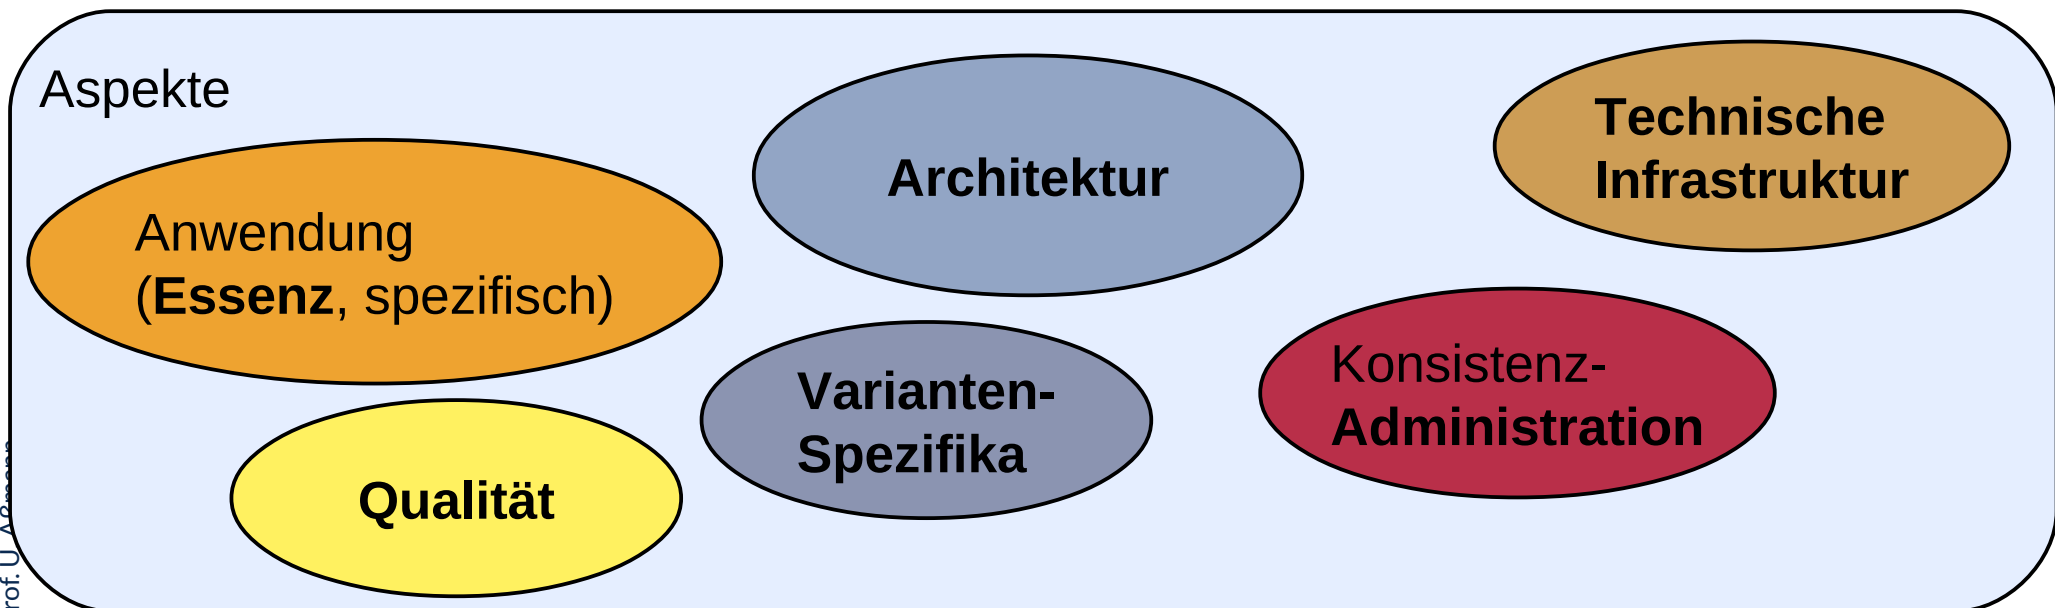 Aspekte
Anwendung
(Essenz, spezifisch)
Architektur
Technische
Infrastruktur
Qualität
Varianten-
Spezifika
Konsistenz-
Administration